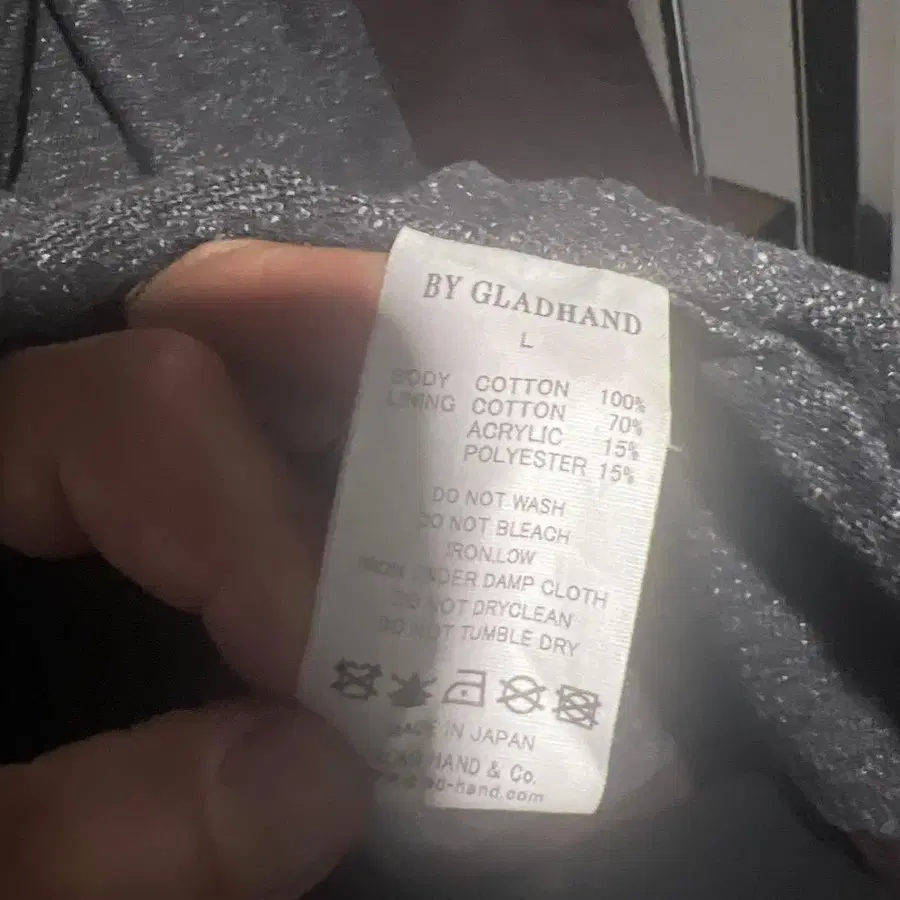 BY GLADHAND
L
BODY COTTON 100%
LINING COTTON 70%
ACRYLIC 15%
POLYESTER 15%
DO NOT WASH
DO NOT BLEACH
IRON.LOW
IRON UNDER DAMP CLOTH
DO NOT DRYCLEAN
DO NOT TUMBLE DRY
MADE IN JAPAN
HAND & Co.
-hand.com